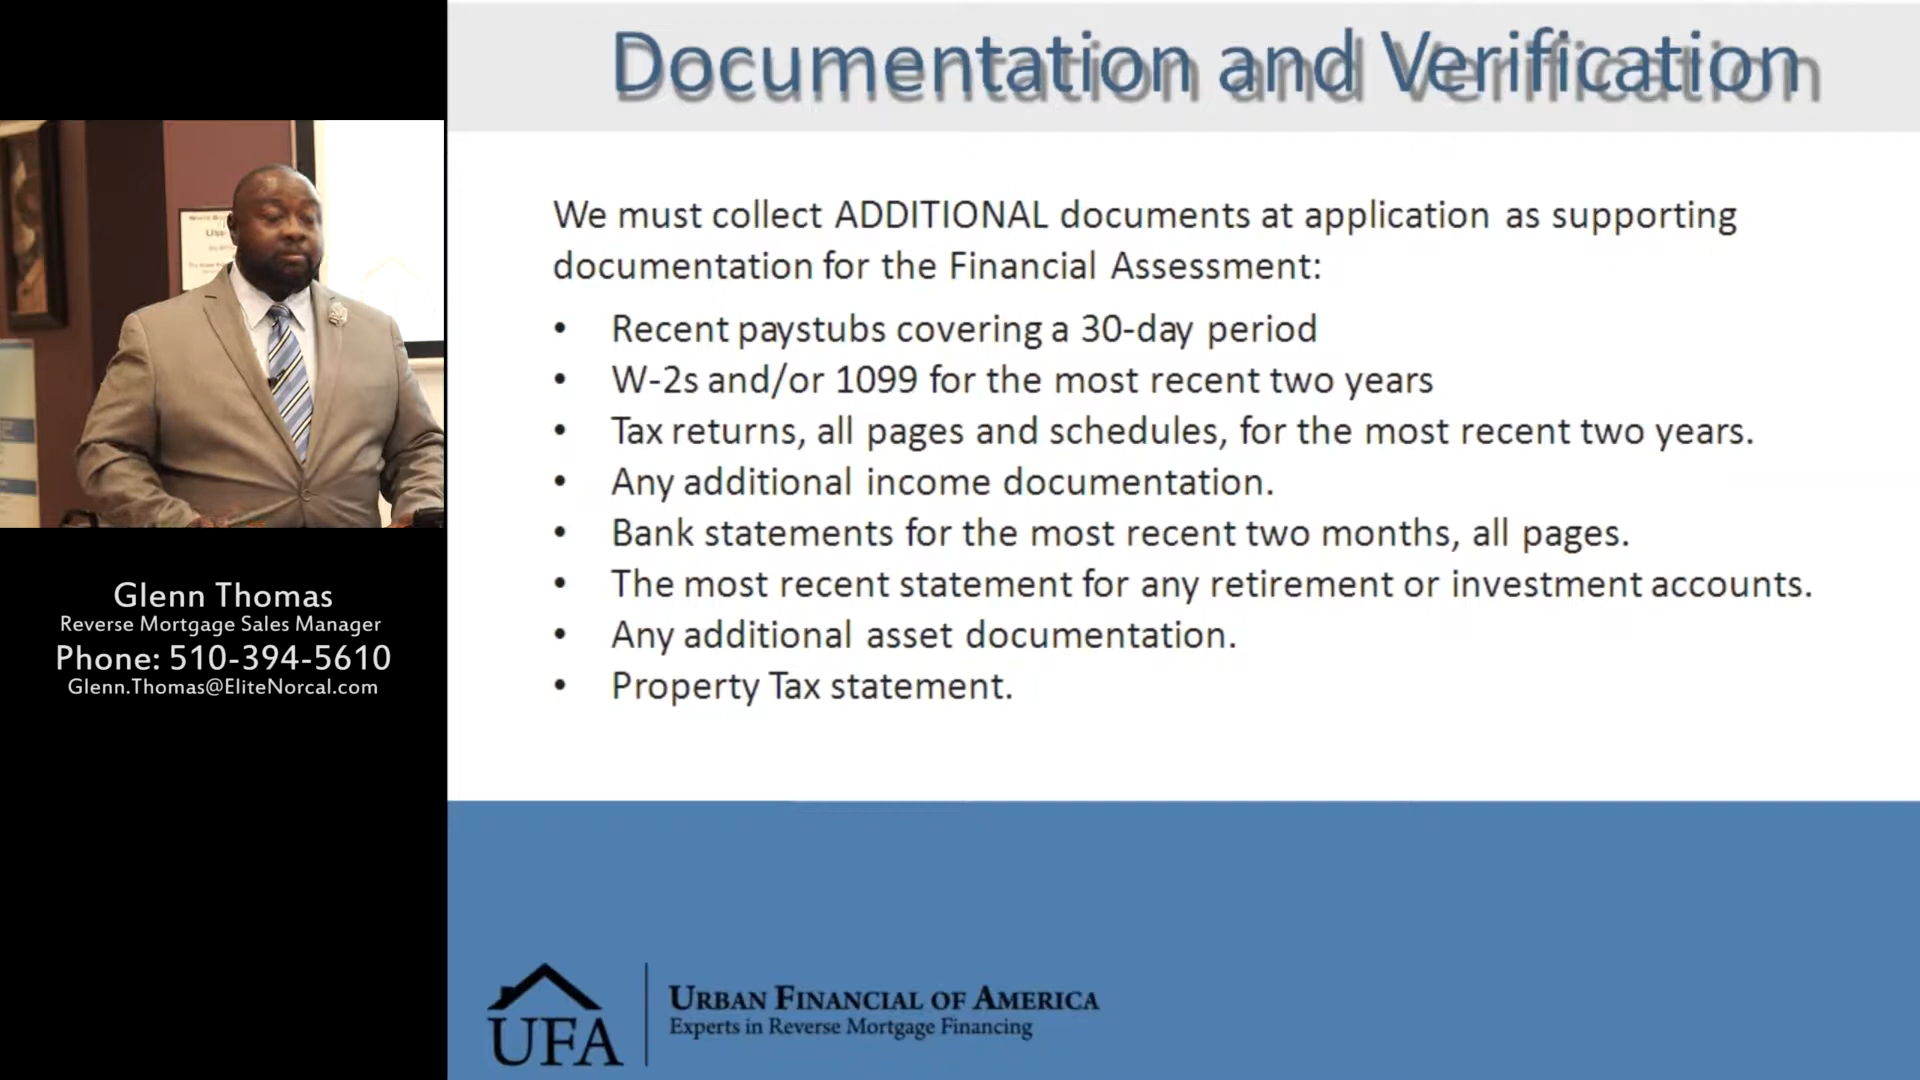 Documentation and Verification
We must collect ADDITIONAL documents at application as supporting
documentation for the Financial Assessment:
• Recent paystubs covering a 30-day period
• W-2s and/or 1099 for the most recent two years
• Tax returns, all pages and schedules, for the most recent two years.
• Any additional income documentation.
• Bank statements for the most recent two months, all pages.
• The most recent statement for any retirement or investment accounts.
• Any additional asset documentation.
• Property Tax statement.
Glenn Thomas
Reverse Mortgage Sales Manager
Phone: 510-394-5610
Glenn.Thomas@EliteNorcal.com
UFA
URBAN FINANCIAL OF AMERICA
Experts in Reverse Mortgage Financing